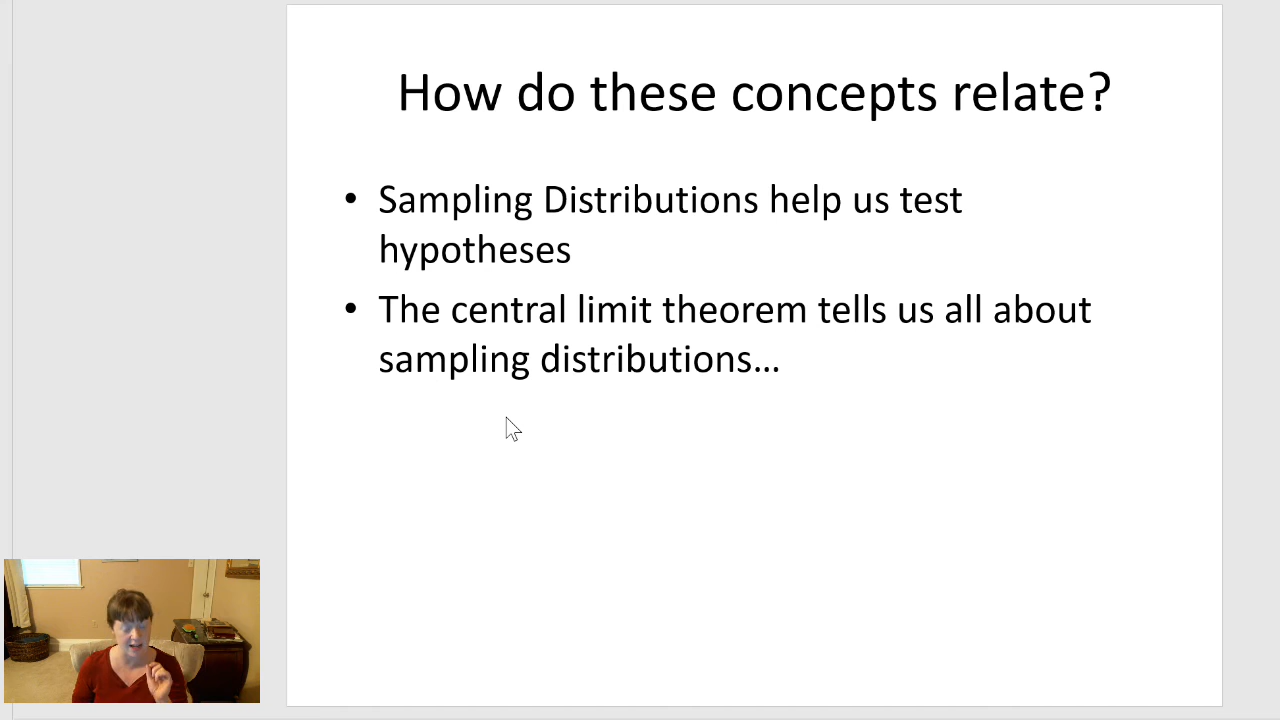 How do these concepts relate?
• Sampling Distributions help us test
hypotheses
• The central limit theorem tells us all about
sampling distributions…